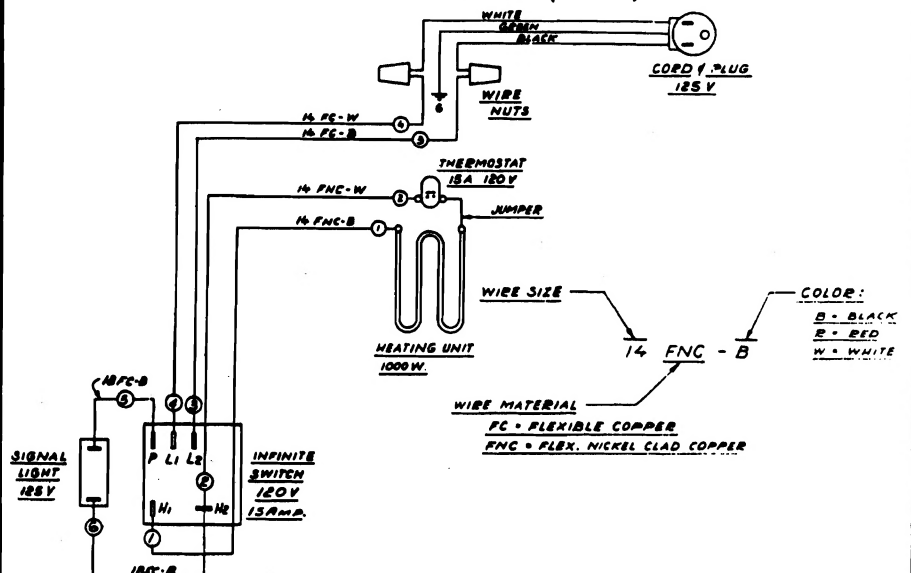 WHITE
GREEN
BLACK
CORD & PLUG
125 V
WIRE
NUTS
G
14 FC-W
4
14 FC-B
3
THERMOSTAT
15A 120V
14 FNC-W
2
JUMPER
14 FNC-B
1
HEATING UNIT
1000W.
WIRE SIZE
COLOR:
B - BLACK
R - RED
W - WHITE
14 FNC - B
WIRE MATERIAL
FC = FLEXIBLE COPPER
FNC = FLEX. NICKEL CLAD COPPER
18FC-B
5
4
3
P L1 L2
SIGNAL
LIGHT
125V
INFINITE
SWITCH
120V
15AMP.
2
H1
H2
6
1
18FC-B